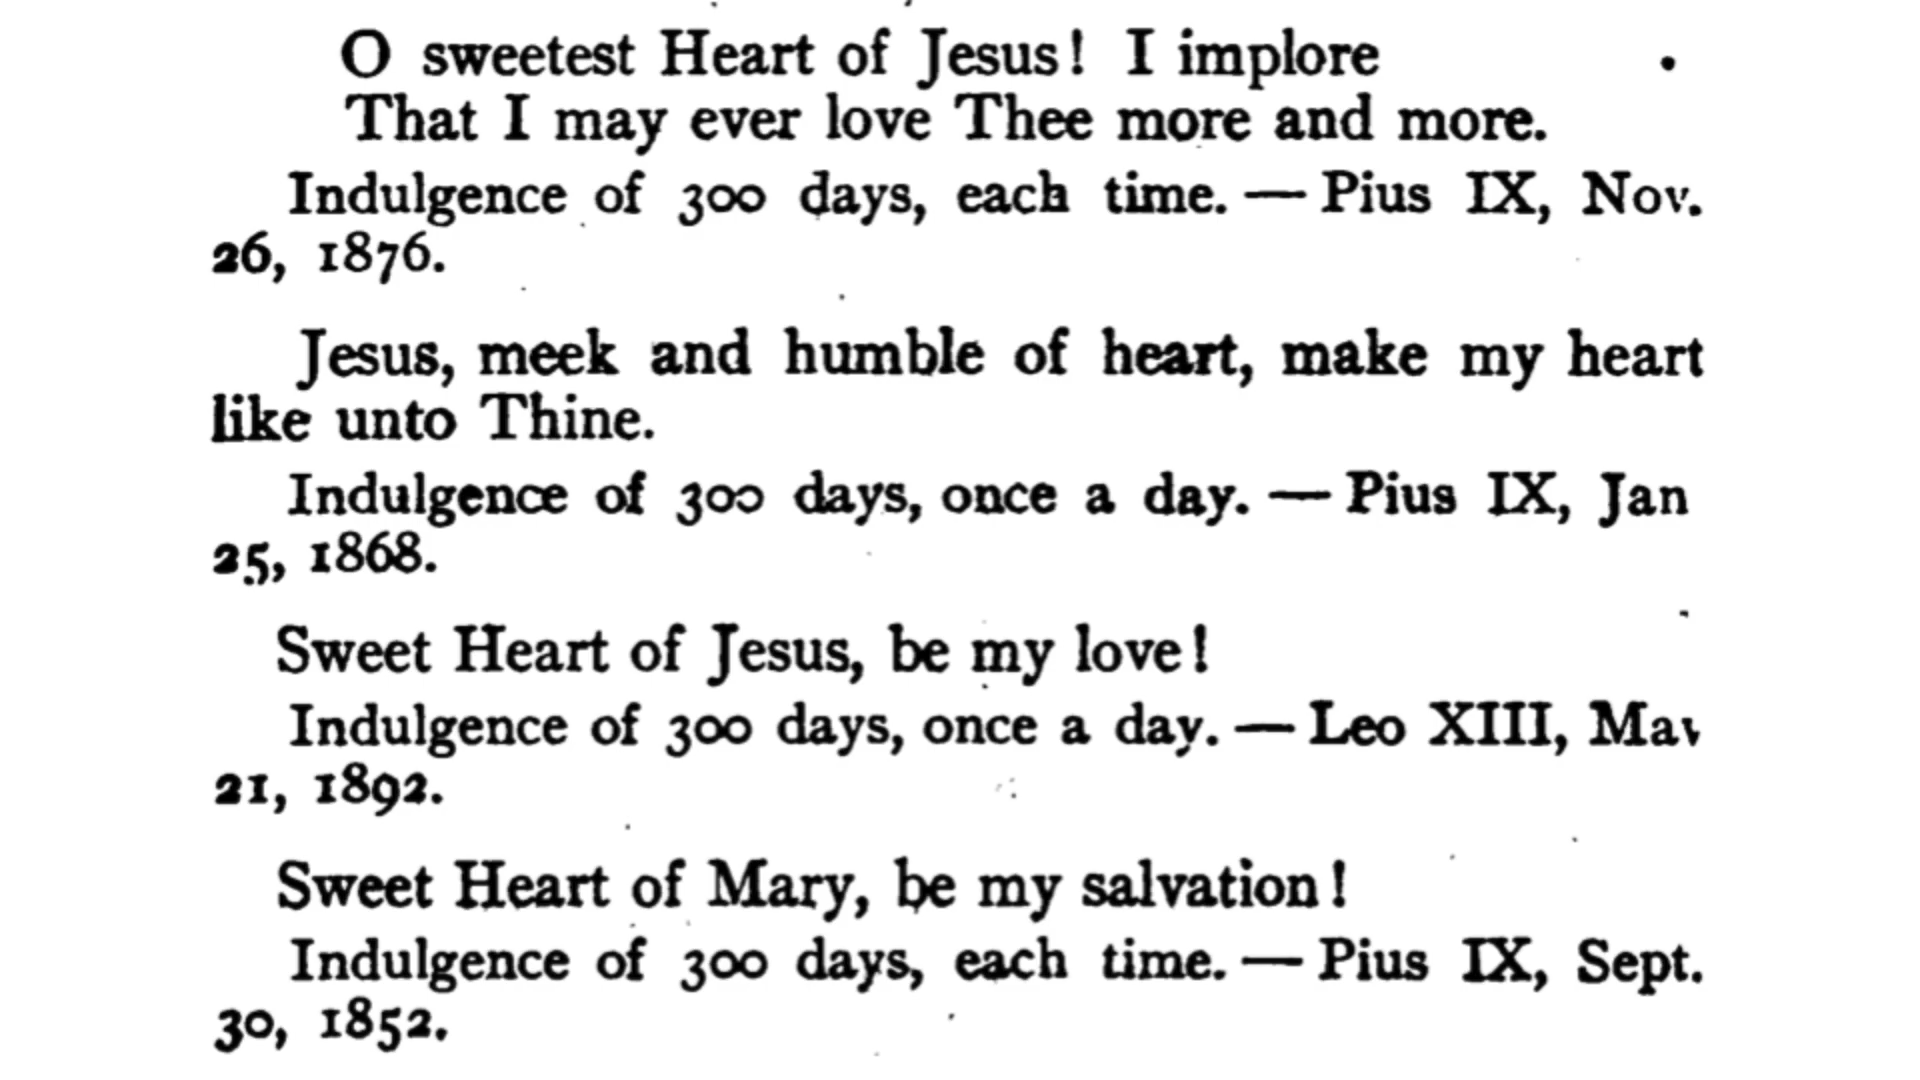 O sweetest Heart of Jesus! I implore
That I may ever love Thee more and more.
Indulgence of 300 days, each time. — Pius IX, Nov.
26, 1876.
Jesus, meek and humble of heart, make my heart
like unto Thine.
Indulgence of 300 days, once a day. — Pius IX, Jan
25, 1868.
Sweet Heart of Jesus, be my love!
Indulgence of 300 days, once a day. — Leo XIII, May
21, 1892.
Sweet Heart of Mary, be my salvation!
Indulgence of 300 days, each time. — Pius IX, Sept.
30, 1852.